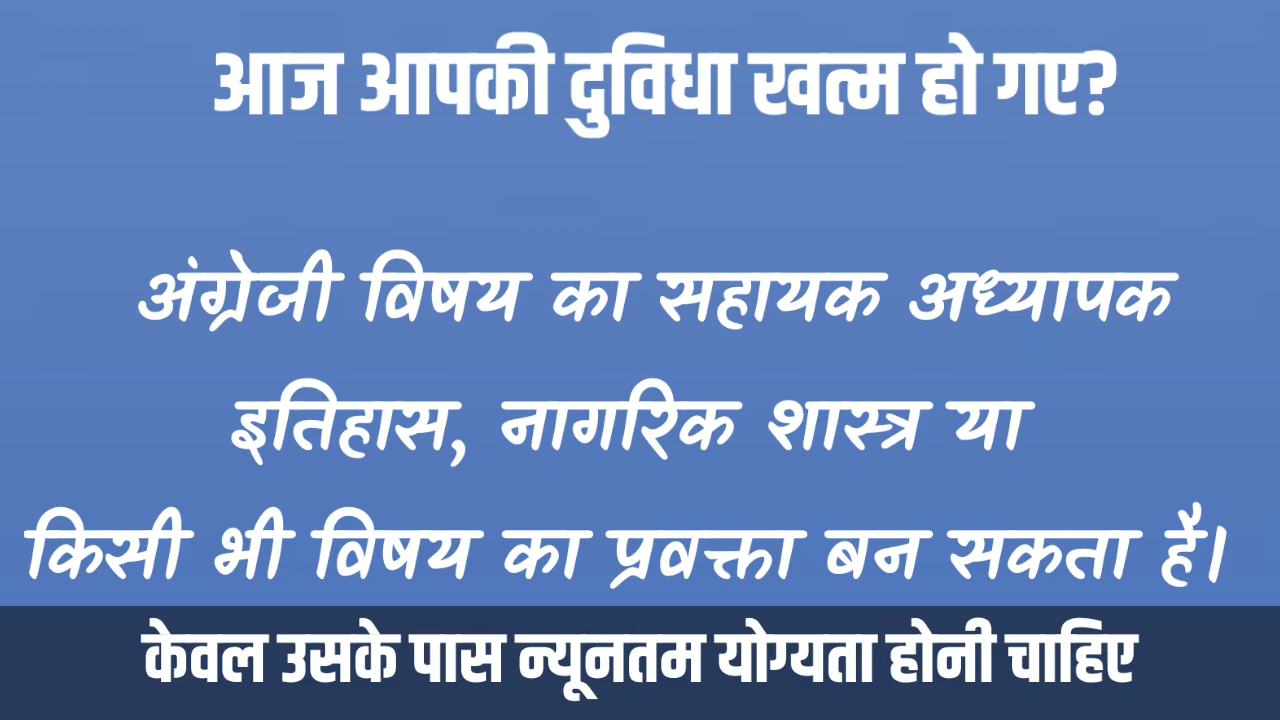 आज आपकी दुविधा खत्म हो गए?
अंग्रेजी विषय का सहायक अध्यापक
इतिहास, नागरिक शास्त्र या
किसी भी विषय का प्रवक्ता बन सकता है।
केवल उसके पास न्यूनतम योग्यता होनी चाहिए